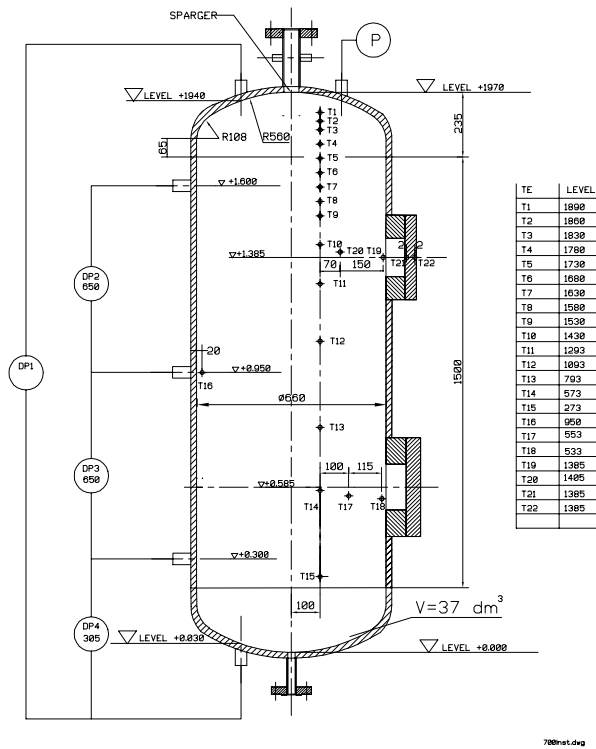 SPARGER
P
LEVEL +1940
LEVEL +1970
T1
T2
T3
T4
T5
T6
T7
T8
T9
T10
T20
T19
2
2
T21
T22
70
150
T11
T12
T13
T14
T15
T16
T17
T18
R108
R560
65
235
+1.600
+1.385
DP2
650
DP1
20
+0.950
ø660
1500
DP3
650
100
115
+0.585
+0.300
100
V=37 dm³
DP4
305
LEVEL +0.030
LEVEL +0.000
TE LEVEL
T1 1890
T2 1860
T3 1830
T4 1780
T5 1730
T6 1680
T7 1630
T8 1580
T9 1530
T10 1430
T11 1293
T12 1093
T13 793
T14 573
T15 273
T16 950
T17 553
T18 533
T19 1385
T20 1405
T21 1385
T22 1385
700inst.dwg